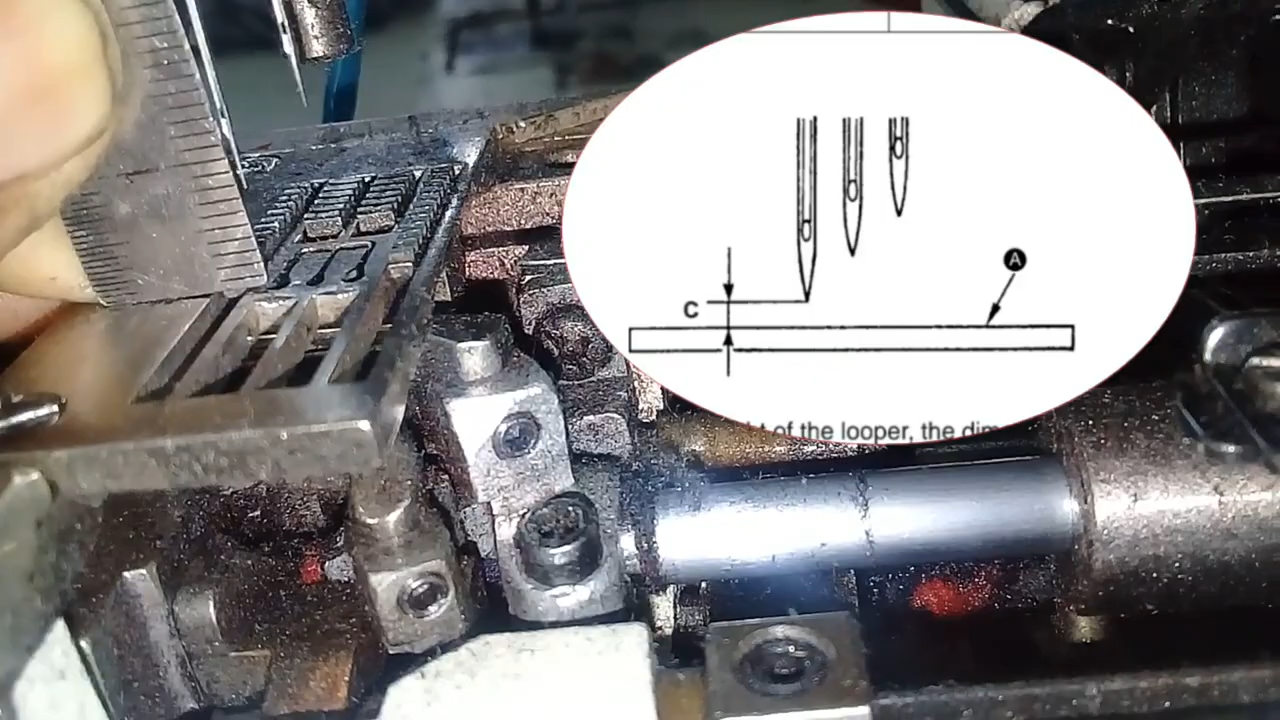 A
C
of the looper, the dim